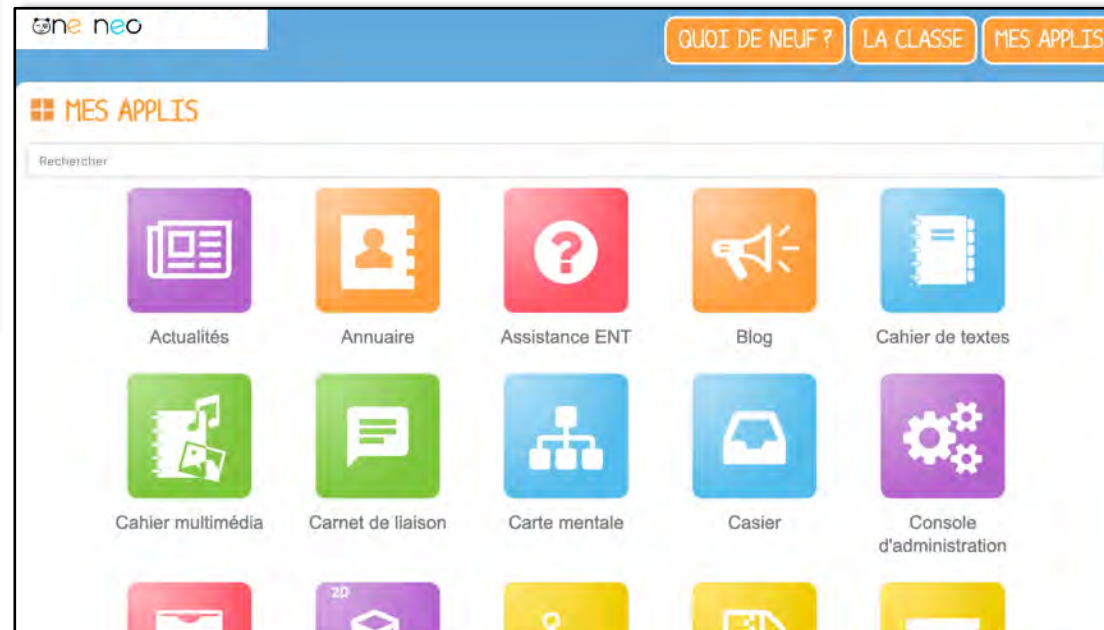 One neo
QUOI DE NEUF ?
LA CLASSE
MES APPLIS
MES APPLIS
Rechercher
Actualités
Annuaire
Assistance ENT
Blog
Cahier de textes
Cahier multimédia
Carnet de liaison
Carte mentale
Casier
Console
d'administration
2D